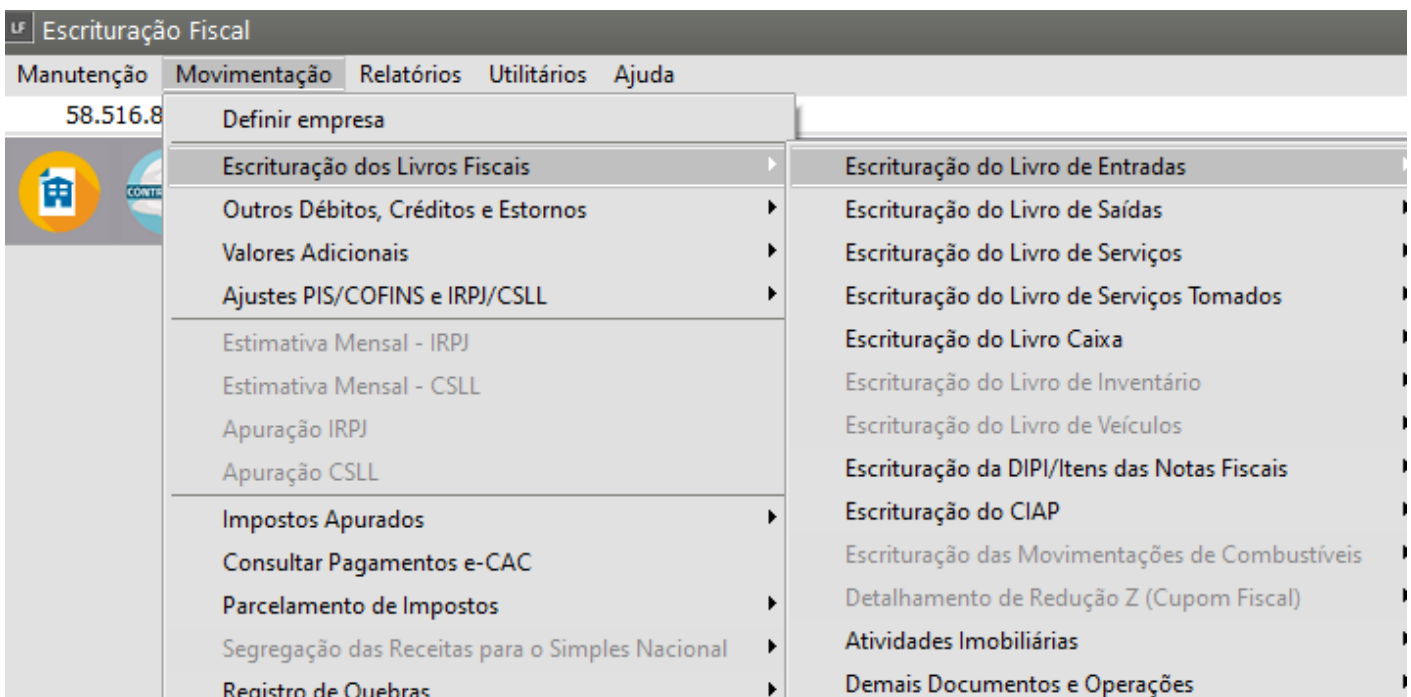 LF Escrituração Fiscal
Manutenção Movimentação Relatórios Utilitários Ajuda
58.516.8
Definir empresa
Escrituração dos Livros Fiscais
Outros Débitos, Créditos e Estornos
Valores Adicionais
Ajustes PIS/COFINS e IRPJ/CSLL
Estimativa Mensal - IRPJ
Estimativa Mensal - CSLL
Apuração IRPJ
Apuração CSLL
Impostos Apurados
Consultar Pagamentos e-CAC
Parcelamento de Impostos
Segregação das Receitas para o Simples Nacional
Registro de Quebras
Escrituração do Livro de Entradas
Escrituração do Livro de Saídas
Escrituração do Livro de Serviços
Escrituração do Livro de Serviços Tomados
Escrituração do Livro Caixa
Escrituração do Livro de Inventário
Escrituração do Livro de Veículos
Escrituração da DIPI/Itens das Notas Fiscais
Escrituração do CIAP
Escrituração das Movimentações de Combustíveis
Detalhamento de Redução Z (Cupom Fiscal)
Atividades Imobiliárias
Demais Documentos e Operações
CONTR